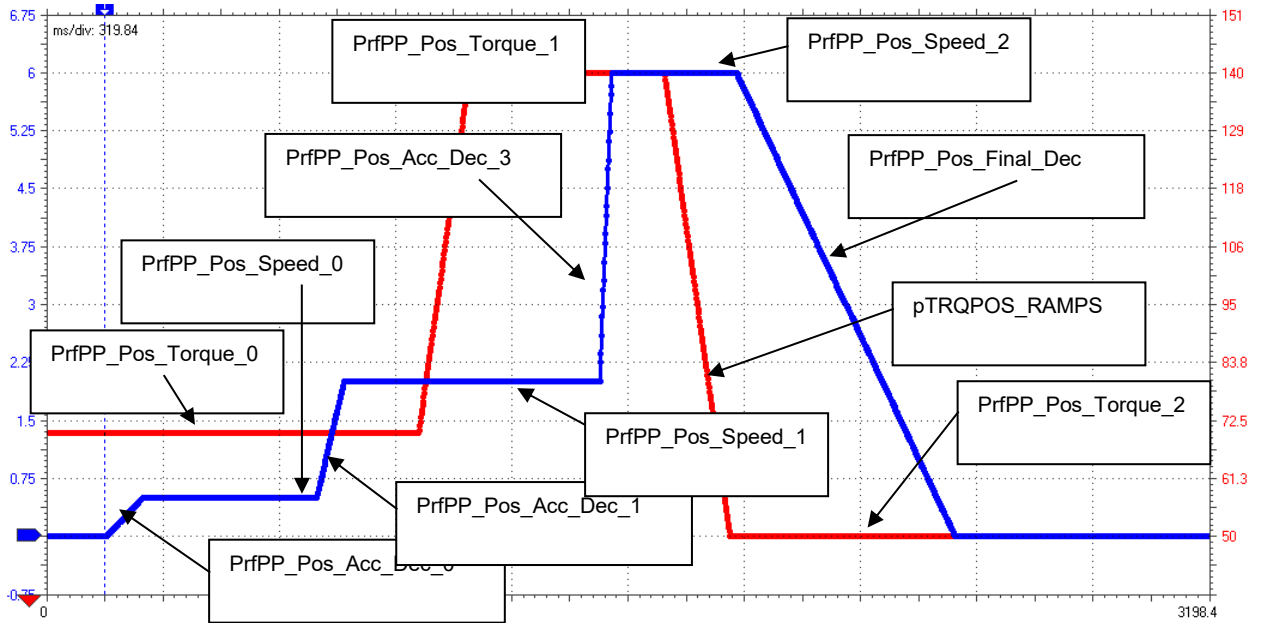 6.75
151
ms/div: 319.84
PrfPP_Pos_Torque_1
PrfPP_Pos_Speed_2
6
140
5.25
129
PrfPP_Pos_Acc_Dec_3
PrfPP_Pos_Final_Dec
4.5
118
3.75
106
PrfPP_Pos_Speed_0
3
95
pTRQPOS_RAMPS
PrfPP_Pos_Torque_0
2.25
83.8
PrfPP_Pos_Torque_2
1.5
72.5
PrfPP_Pos_Speed_1
0.75
61.3
PrfPP_Pos_Acc_Dec_1
50
PrfPP_Pos_Acc_Dec_0
-0.75
0
3198.4